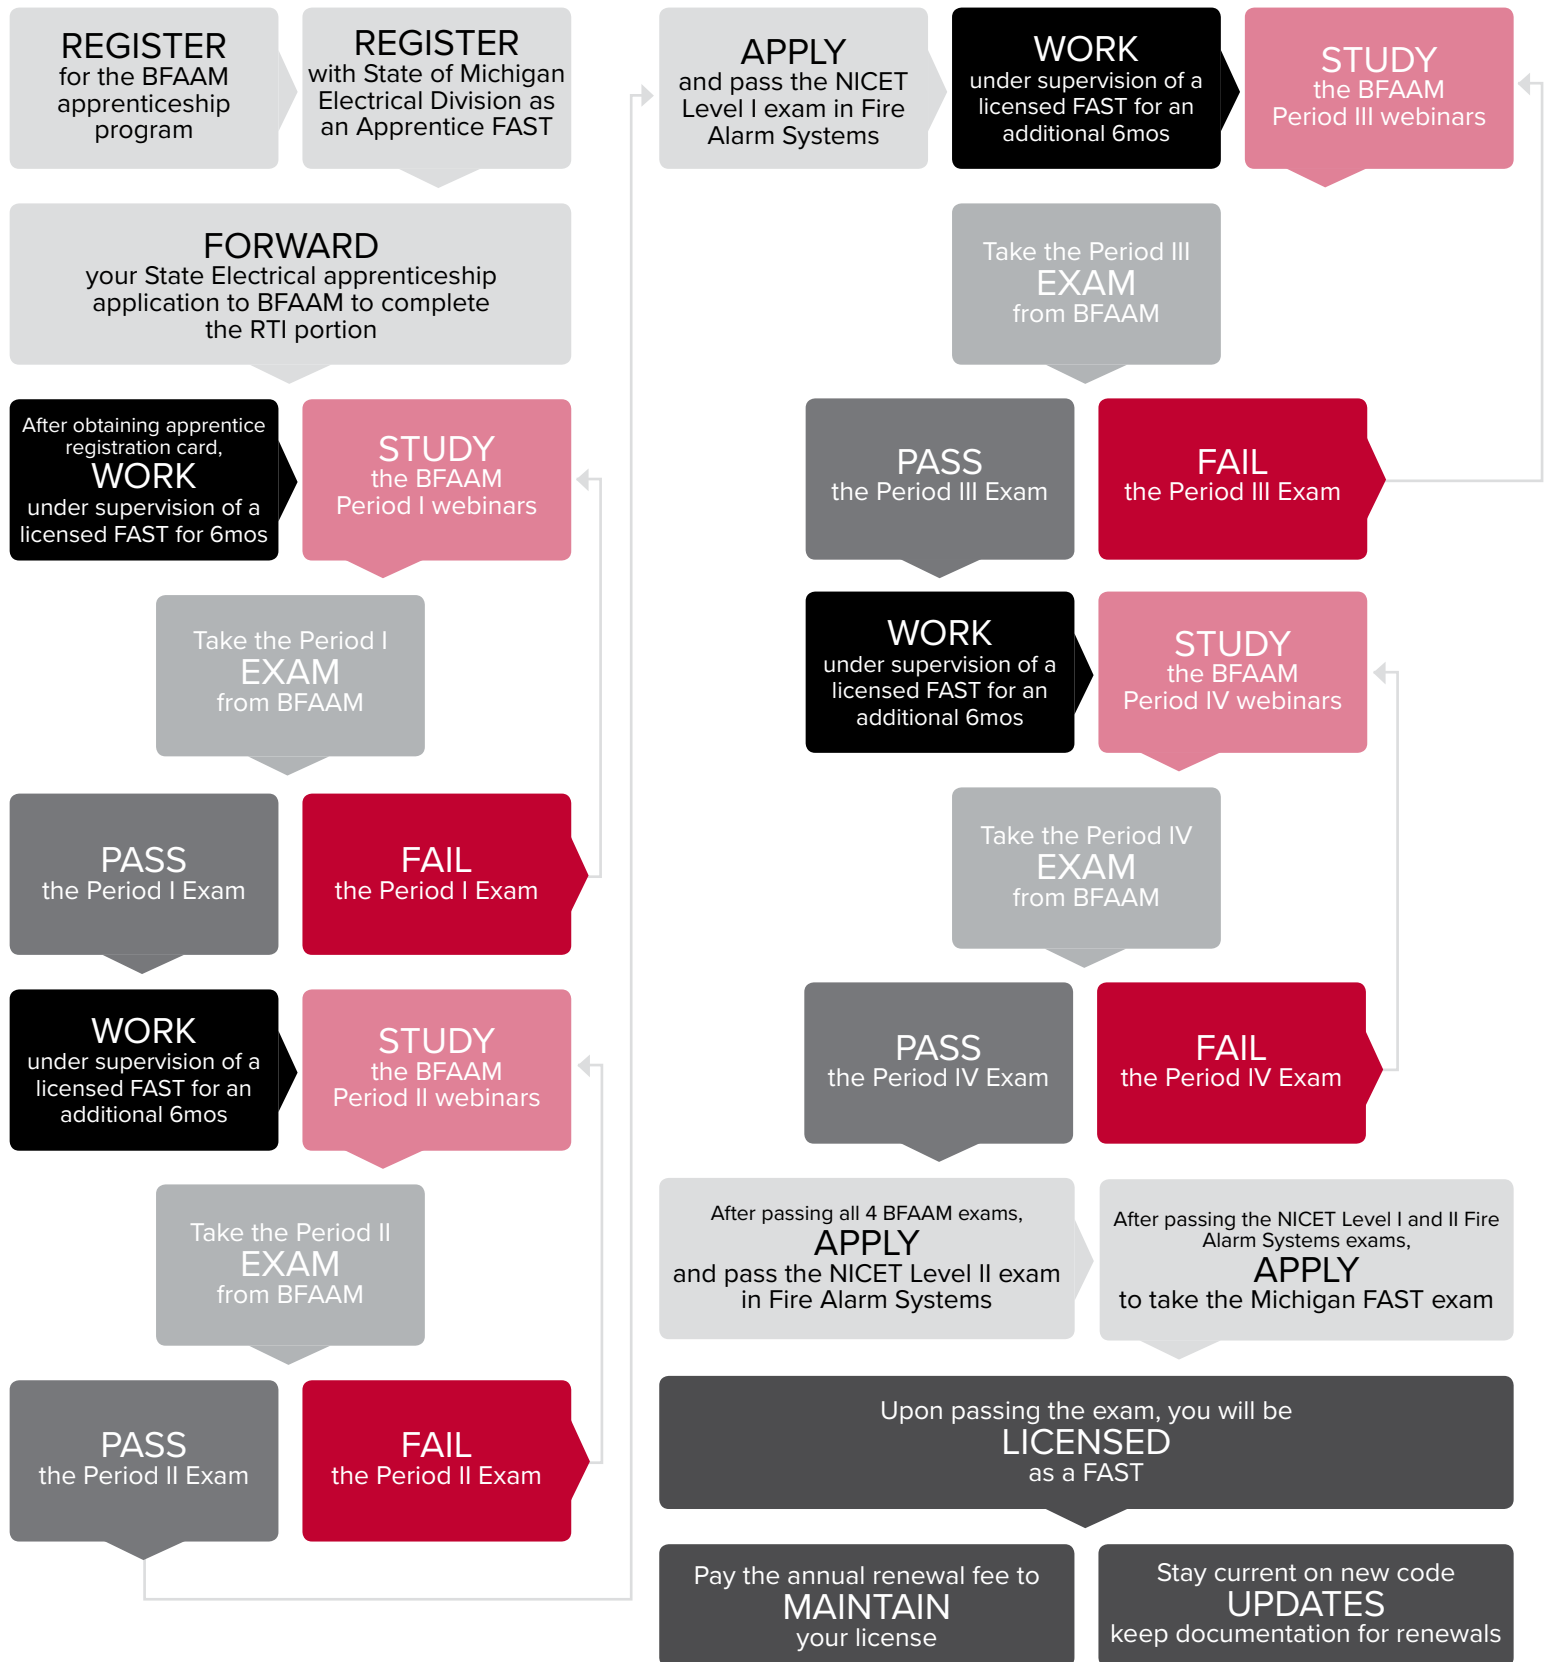 REGISTER
for the BFAAM
apprenticeship
program
REGISTER
with State of Michigan
Electrical Division as
an Apprentice FAST
FORWARD
your State Electrical apprenticeship
application to BFAAM to complete
the RTI portion
After obtaining apprentice
registration card,
WORK
under supervision of a
licensed FAST for 6mos
STUDY
the BFAAM
Period I webinars
Take the Period I
EXAM
from BFAAM
PASS
the Period I Exam
FAIL
the Period I Exam
WORK
under supervision of a
licensed FAST for an
additional 6mos
STUDY
the BFAAM
Period II webinars
Take the Period II
EXAM
from BFAAM
PASS
the Period II Exam
FAIL
the Period II Exam
APPLY
and pass the NICET
Level I exam in Fire
Alarm Systems
WORK
under supervision of a
licensed FAST for an
additional 6mos
STUDY
the BFAAM
Period III webinars
Take the Period III
EXAM
from BFAAM
PASS
the Period III Exam
FAIL
the Period III Exam
WORK
under supervision of a
licensed FAST for an
additional 6mos
STUDY
the BFAAM
Period IV webinars
Take the Period IV
EXAM
from BFAAM
PASS
the Period IV Exam
FAIL
the Period IV Exam
After passing all 4 BFAAM exams,
APPLY
and pass the NICET Level II exam
in Fire Alarm Systems
After passing the NICET Level I and II Fire
Alarm Systems exams,
APPLY
to take the Michigan FAST exam
Upon passing the exam, you will be
LICENSED
as a FAST
Pay the annual renewal fee to
MAINTAIN
your license
Stay current on new code
UPDATES
keep documentation for renewals